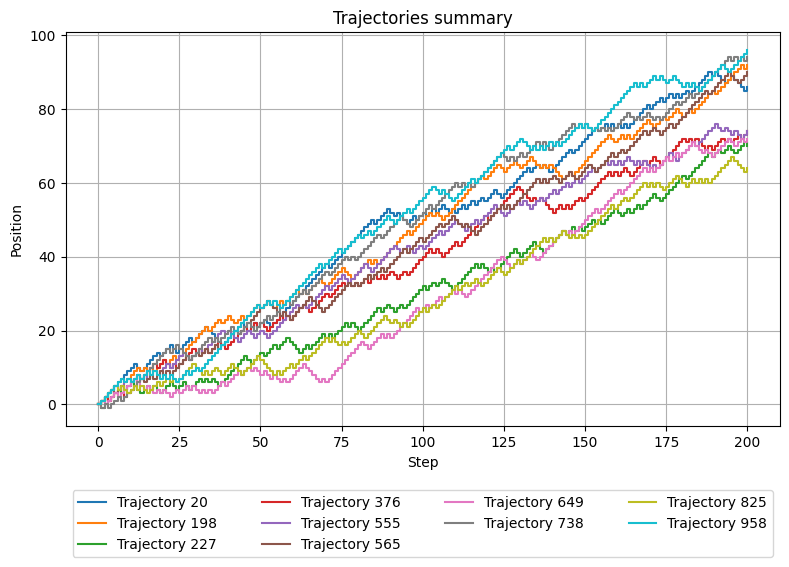 Trajectories summary
100
80
60
40
20
0
Position
0 25 50 75 100 125 150 175 200
Step
Trajectory 20 Trajectory 376 Trajectory 649 Trajectory 825
Trajectory 198 Trajectory 555 Trajectory 738 Trajectory 958
Trajectory 227 Trajectory 565